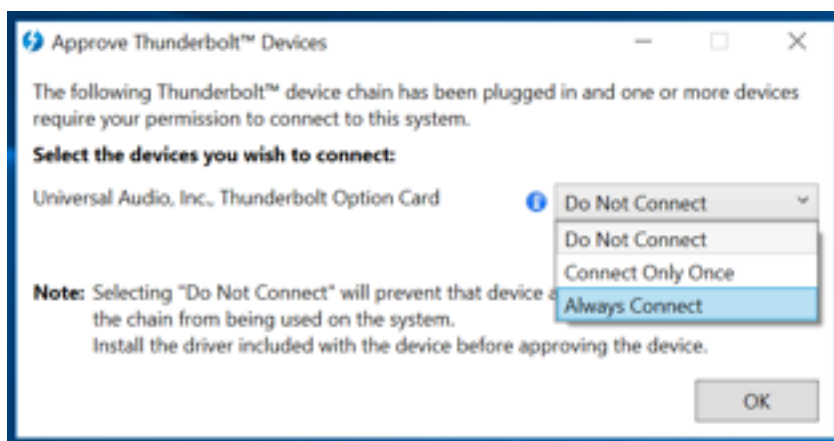 Approve Thunderbolt™ Devices
The following Thunderbolt™ device chain has been plugged in and one or more devices
require your permission to connect to this system.
Select the devices you wish to connect:
Universal Audio, Inc., Thunderbolt Option Card
Do Not Connect
Do Not Connect
Connect Only Once
Always Connect
Note: Selecting "Do Not Connect" will prevent that device
the chain from being used on the system.
Install the driver included with the device before approving the device.
OK